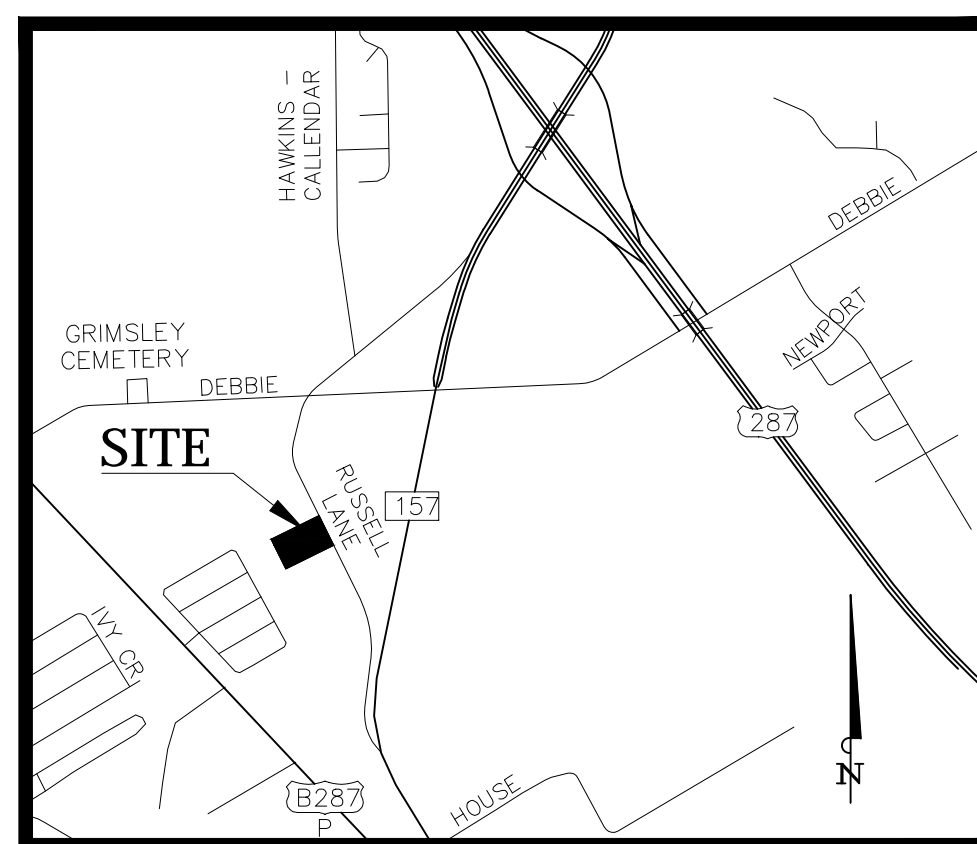 HAWKINS –
CALLENDAR
DEBBIE
NEWPORT
GRIMSLEY
CEMETERY
DEBBIE
SITE
287
RUSSELL
LANE
157
IVY CR.
N
B287
P
HOUSE